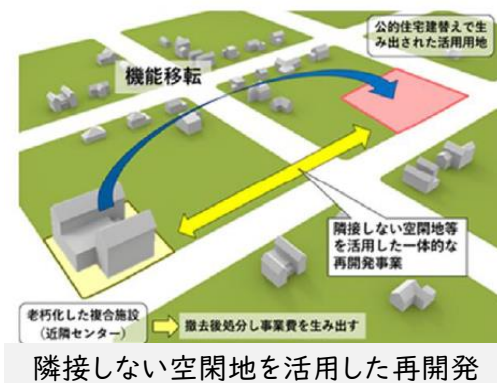 公的住宅建替えで生
み出された活用用地
機能移転
隣接しない空閑地等
を活用した一体的な
再開発事業
老朽化した複合施設
（近隣センター）
撤去後処分し事業費を生み出す
隣接しない空閑地を活用した再開発